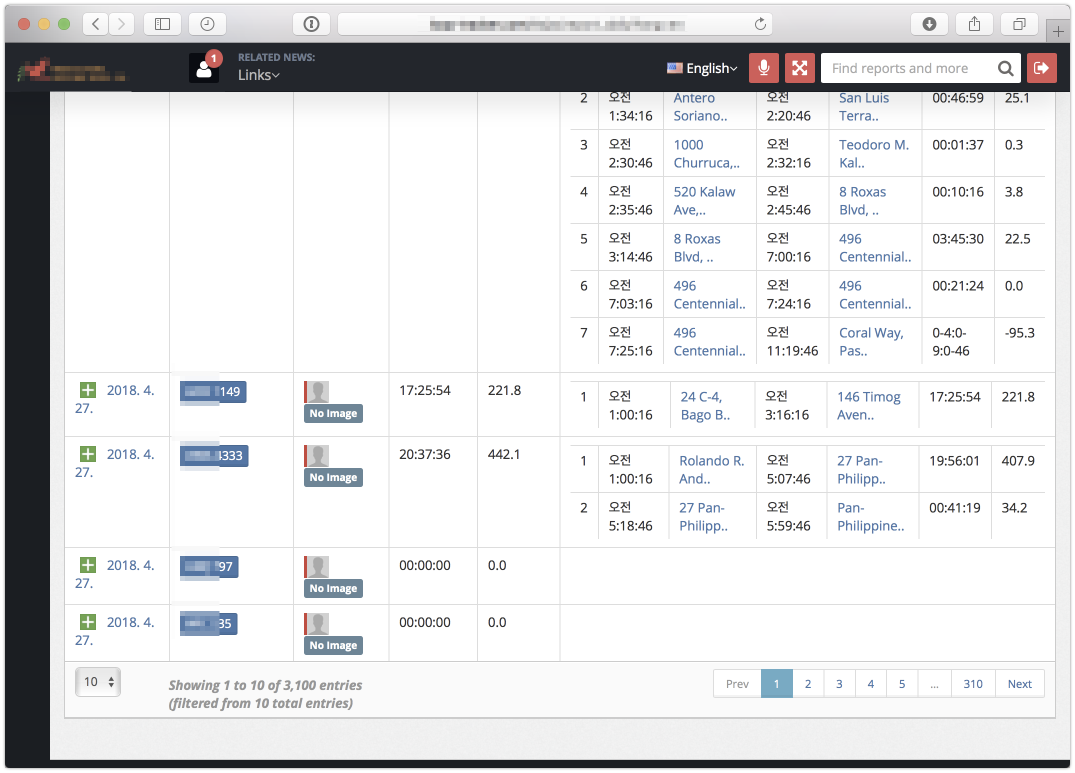 1
RELATED NEWS:
Links
English
Find reports and more
2 오전 Antero 오전 San Luis 00:46:59 25.1
1:34:16 Soriano.. 2:20:46 Terra..
3 오전 1000 오전 Teodoro M. 00:01:37 0.3
2:30:46 Churruca,.. 2:32:16 Kal..
4 오전 520 Kalaw 오전 8 Roxas 00:10:16 3.8
2:35:46 Ave,.. 2:45:46 Blvd, ..
5 오전 8 Roxas 오전 496 03:45:30 22.5
3:14:46 Blvd, .. 7:00:16 Centennial..
6 오전 496 오전 496 00:21:24 0.0
7:03:16 Centennial.. 7:24:16 Centennial..
7 오전 496 오전 Coral Way, 0-4:0- -95.3
7:25:16 Centennial.. 11:19:46 Pas.. 9:0-46
2018. 4. 149 17:25:54 221.8 1 오전 24 C-4, 오전 146 Timog 17:25:54 221.8
27. No Image 1:00:16 Bago B.. 3:16:16 Aven..
2018. 4. 4333 20:37:36 442.1 1 오전 Rolando R. 오전 27 Pan- 19:56:01 407.9
27. No Image 1:00:16 And.. 5:07:46 Philipp..
2 오전 27 Pan- 오전 Pan- 00:41:19 34.2
5:18:46 Philipp.. 5:59:46 Philippine..
2018. 4. 97 00:00:00 0.0
27. No Image
2018. 4. 35 00:00:00 0.0
27. No Image
10 Showing 1 to 10 of 3,100 entries Prev 1 2 3 4 5 ... 310 Next
(filtered from 10 total entries)